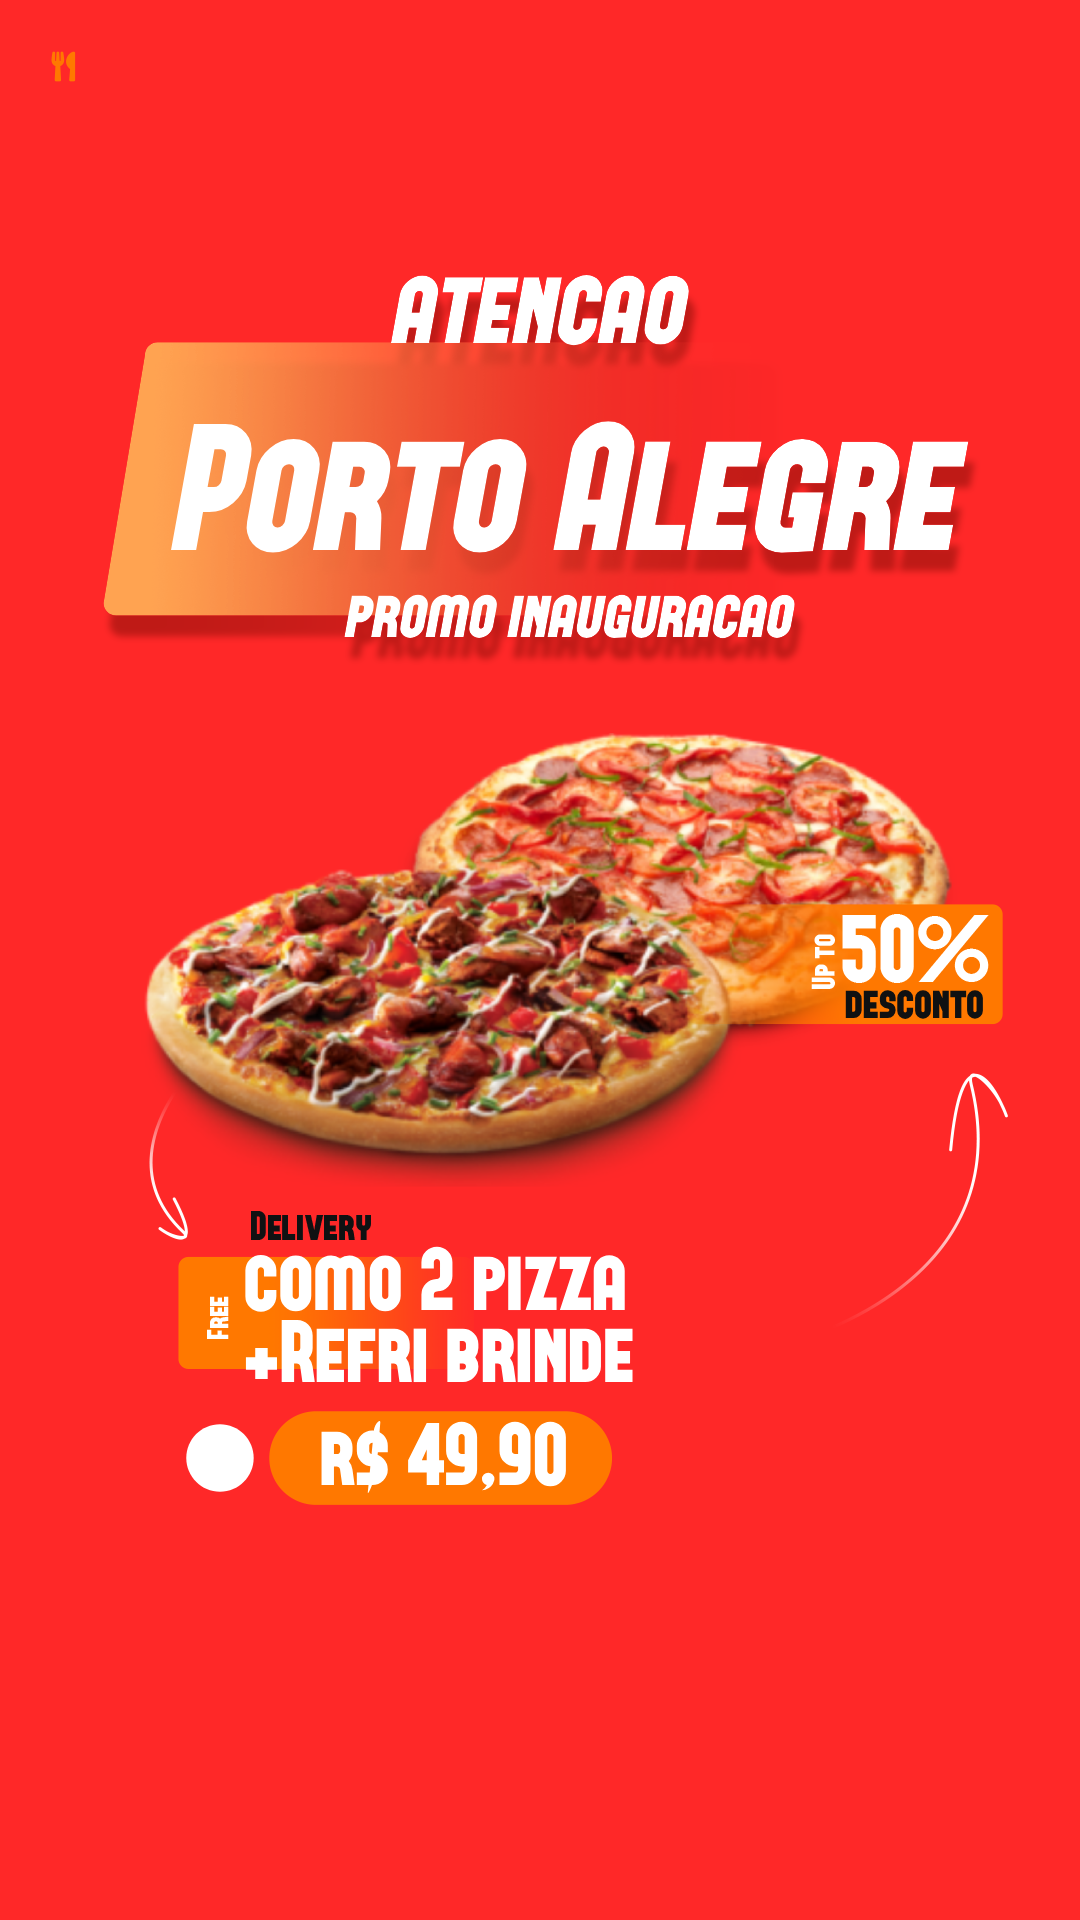 ATENCAO
PORTO ALEGRE
PROMO INAUGURACAO
UP TO
50%
DESCONTO
DELIVERY
FREE
COMO 2 PIZZA
+REFRI BRINDE
R$ 49,90